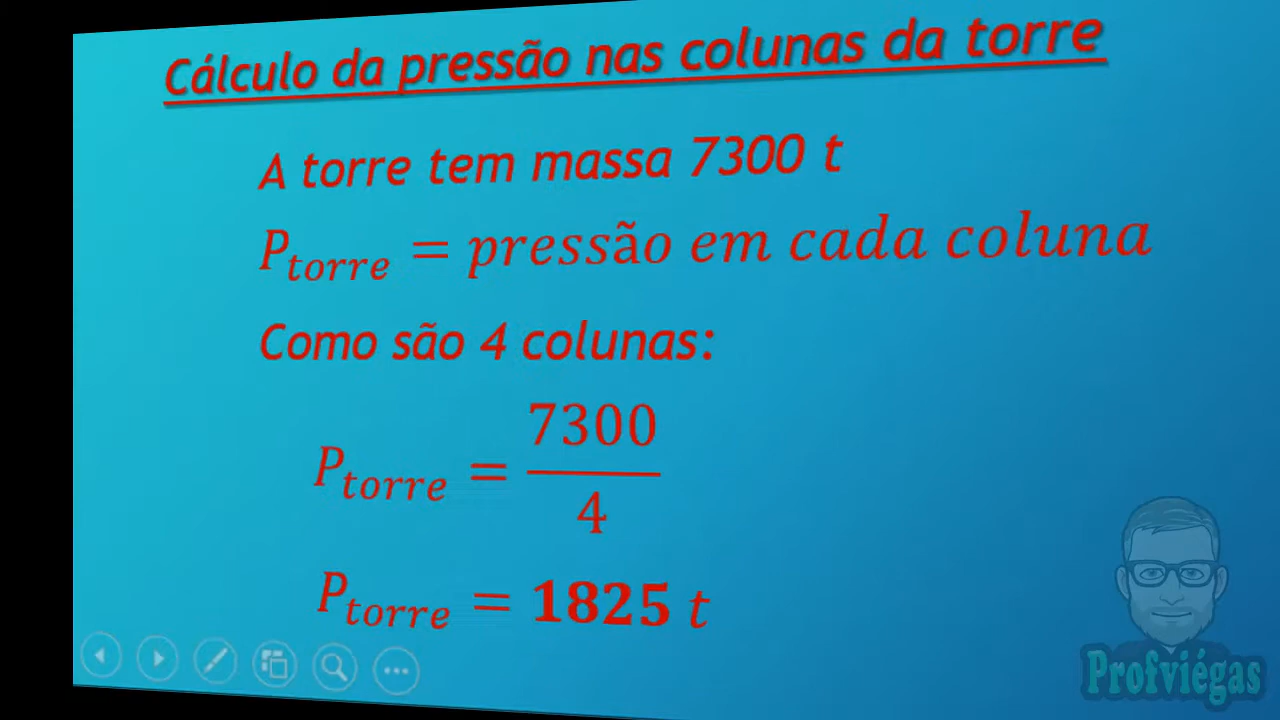 Cálculo da pressão nas colunas da torre
A torre tem massa 7300 t
P_torre = pressão em cada coluna
Como são 4 colunas:
P_torre = 7300/4
P_torre = 1825 t
Profviégas